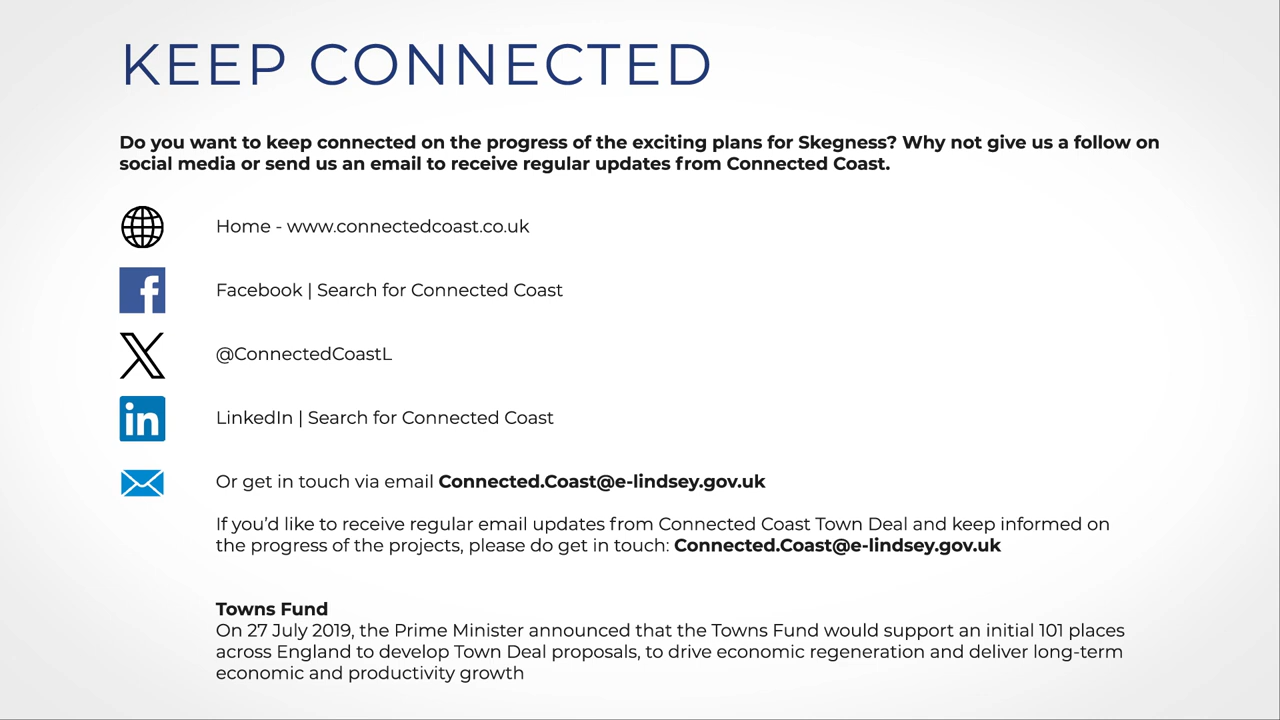 KEEP CONNECTED
Do you want to keep connected on the progress of the exciting plans for Skegness? Why not give us a follow on
social media or send us an email to receive regular updates from Connected Coast.
Home - www.connectedcoast.co.uk
f
Facebook | Search for Connected Coast
X
@ConnectedCoastL
in
LinkedIn | Search for Connected Coast
Or get in touch via email Connected.Coast@e-lindsey.gov.uk
If you’d like to receive regular email updates from Connected Coast Town Deal and keep informed on
the progress of the projects, please do get in touch: Connected.Coast@e-lindsey.gov.uk
Towns Fund
On 27 July 2019, the Prime Minister announced that the Towns Fund would support an initial 101 places
across England to develop Town Deal proposals, to drive economic regeneration and deliver long-term
economic and productivity growth